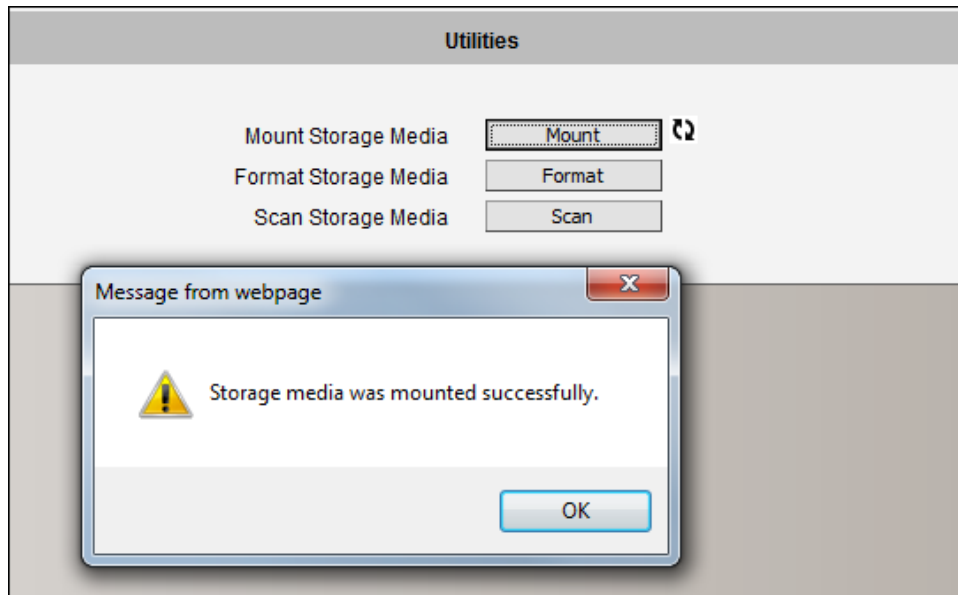 Utilities
Mount Storage Media Mount
Format Storage Media Format
Scan Storage Media Scan
Message from webpage
Storage media was mounted successfully.
OK